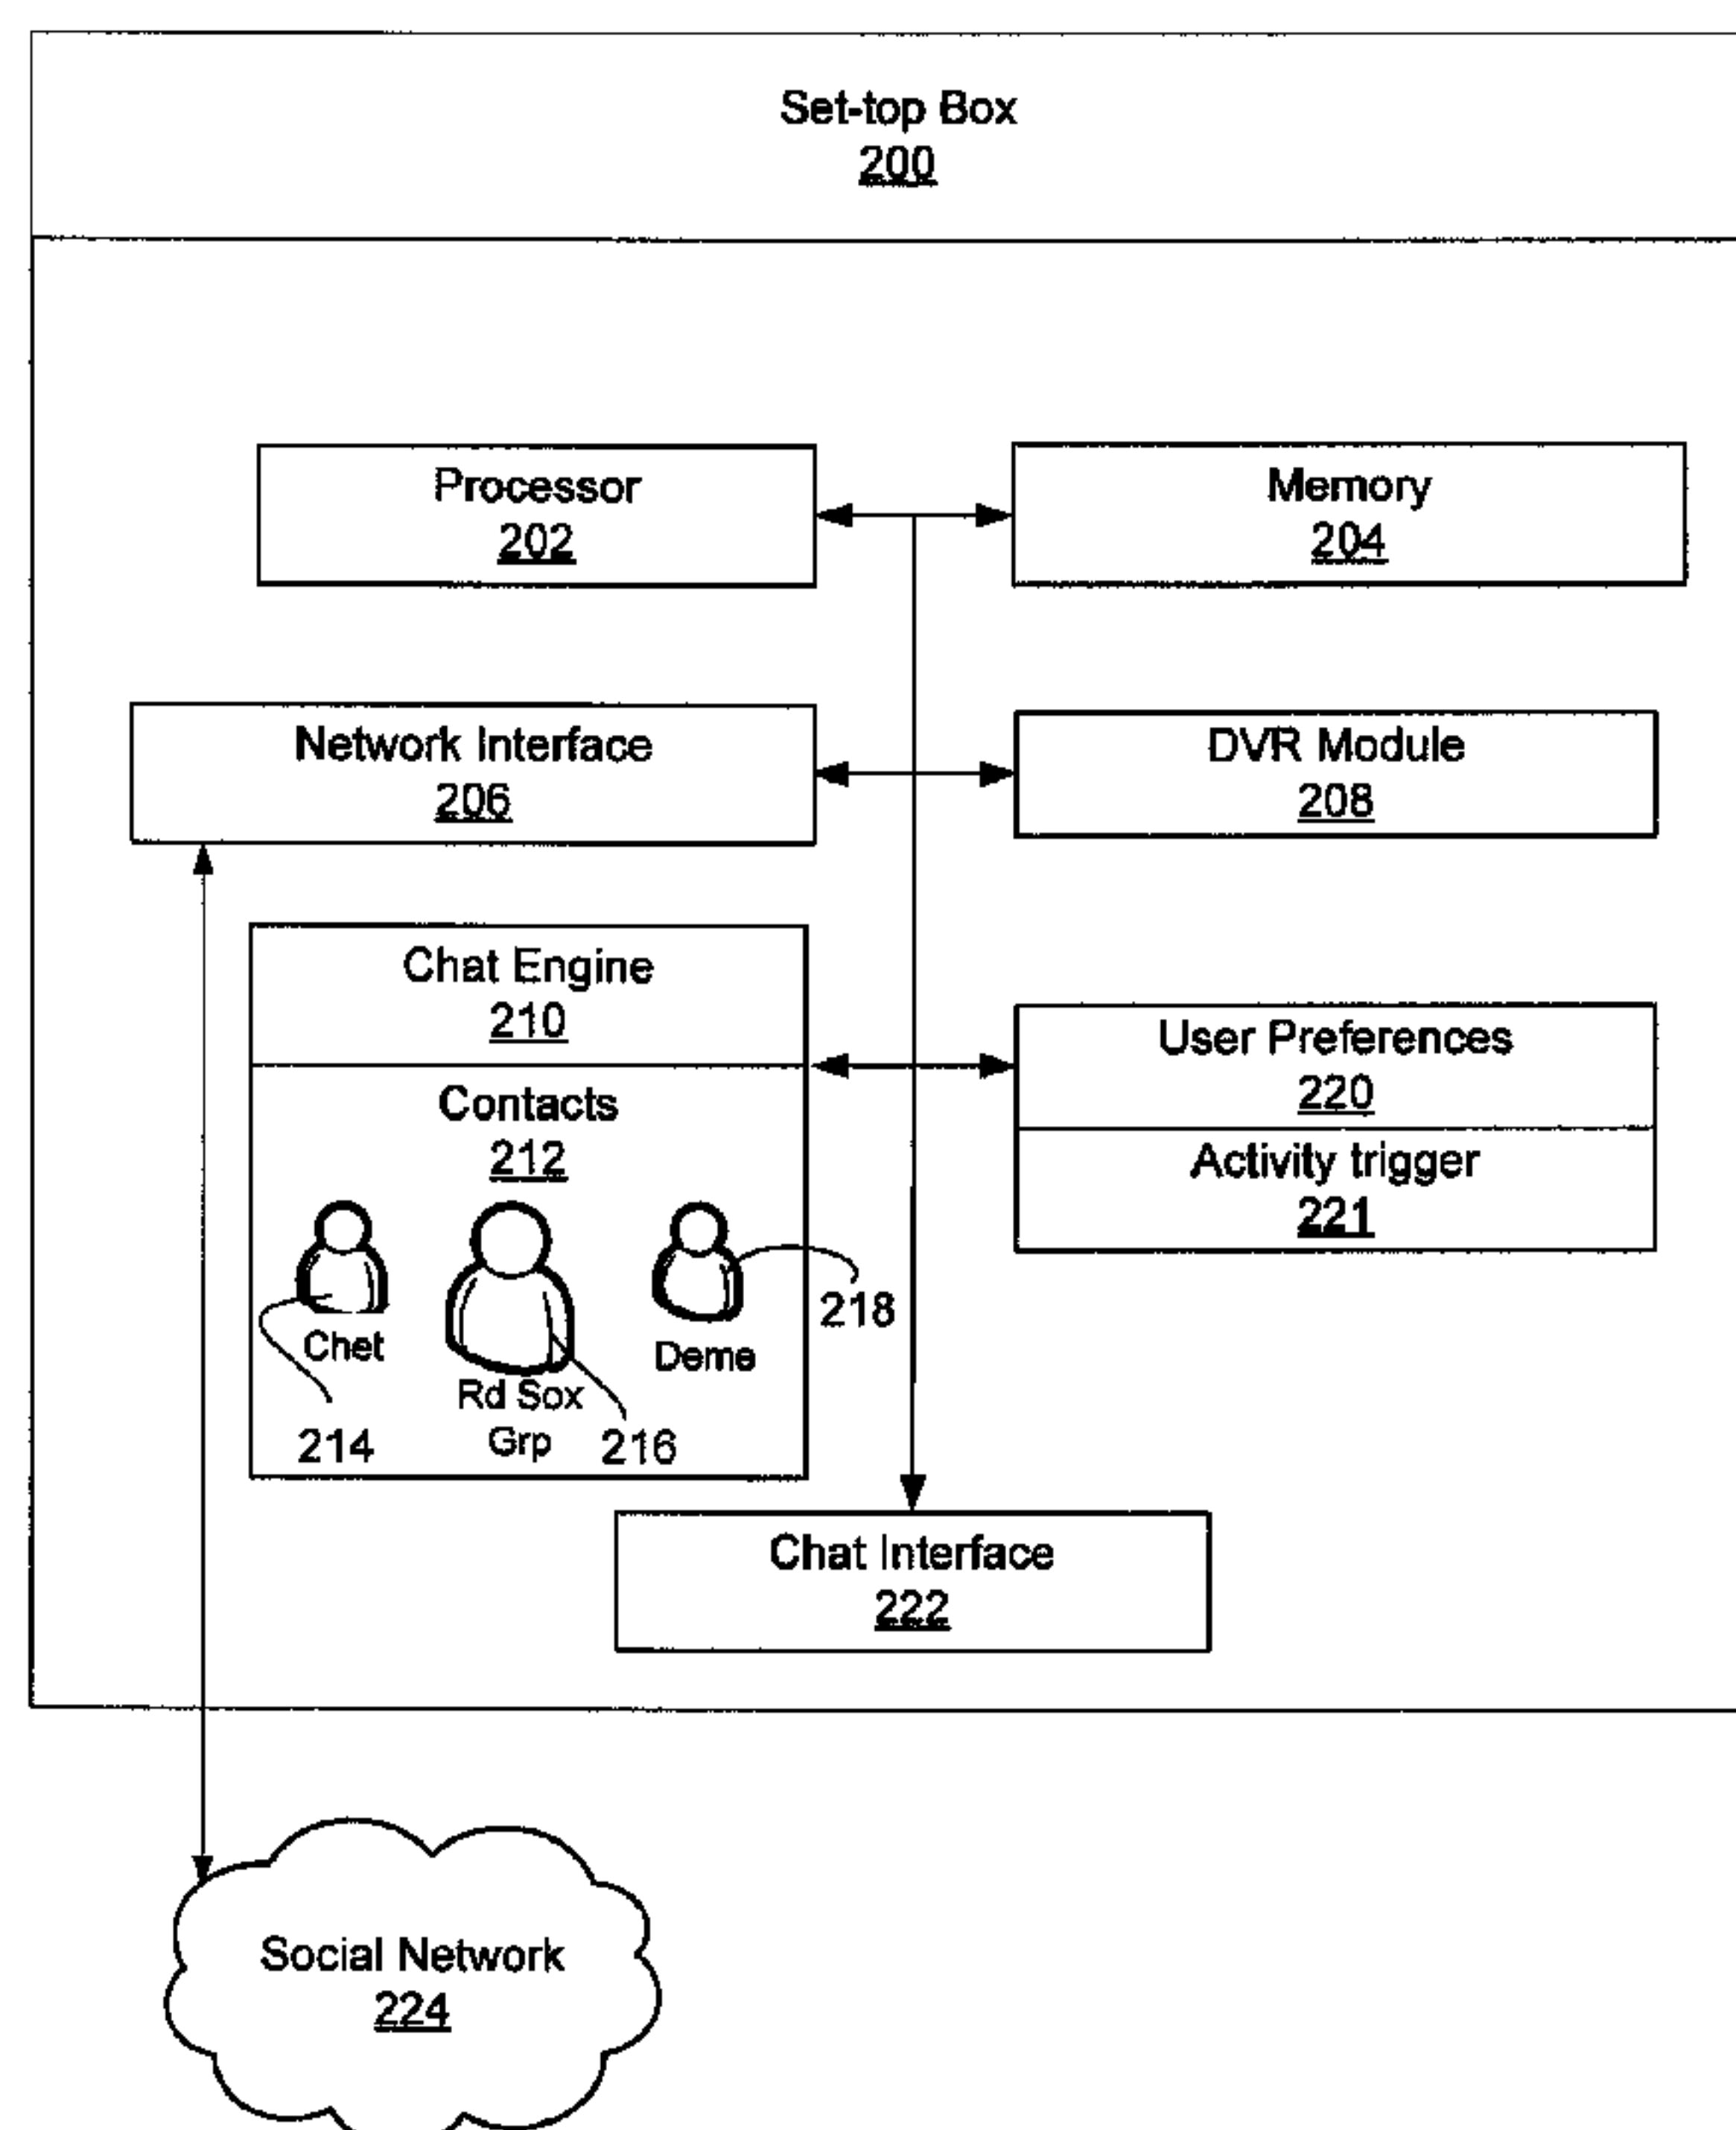 Set-top Box
200
Processor
202
Memory
204
Network Interface
206
DVR Module
208
Chat Engine
210
User Preferences
220
Contacts
212
Activity trigger
221
218
Chet
Deme
Rd Sox
Grp
214
216
Chat Interface
222
Social Network
224